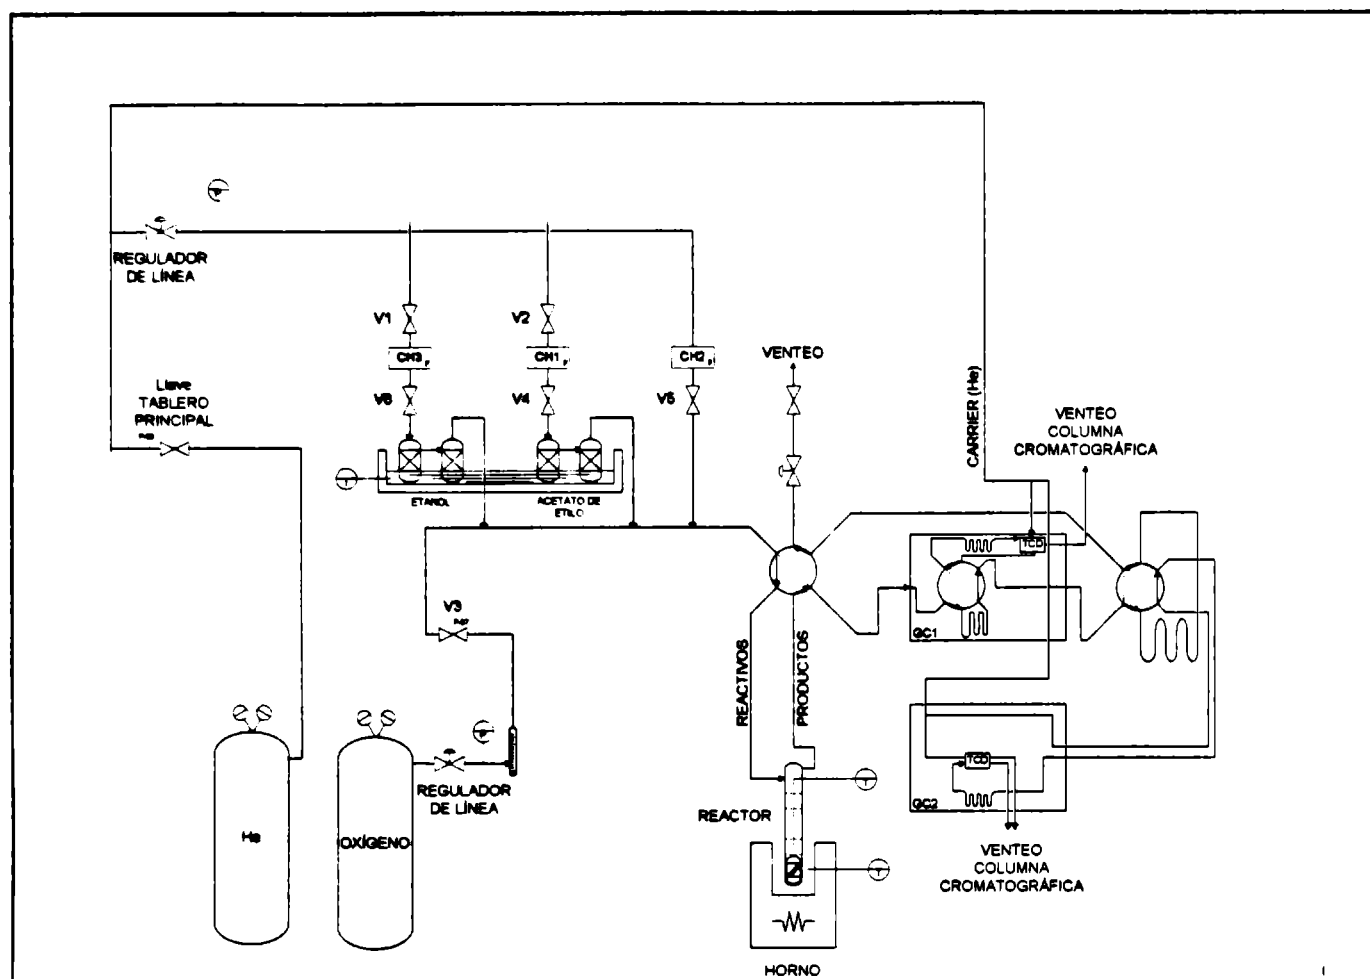 REGULADOR
DE LÍNEA
V1
V2
CH3 P
CH1 P
CH2 P
V6
V4
V5
VENTEO
Llave
TABLERO
PRINCIPAL
CARRIER (He)
VENTEO
COLUMNA
CROMATOGRÁFICA
T
ETANOL
ACETATO DE
ETILO
TCD
GC1
V3
REACTIVOS
PRODUCTOS
TCD
GC2
REGULADOR
DE LÍNEA
REACTOR
T
He
OXÍGENO
T
VENTEO
COLUMNA
CROMATOGRÁFICA
HORNO